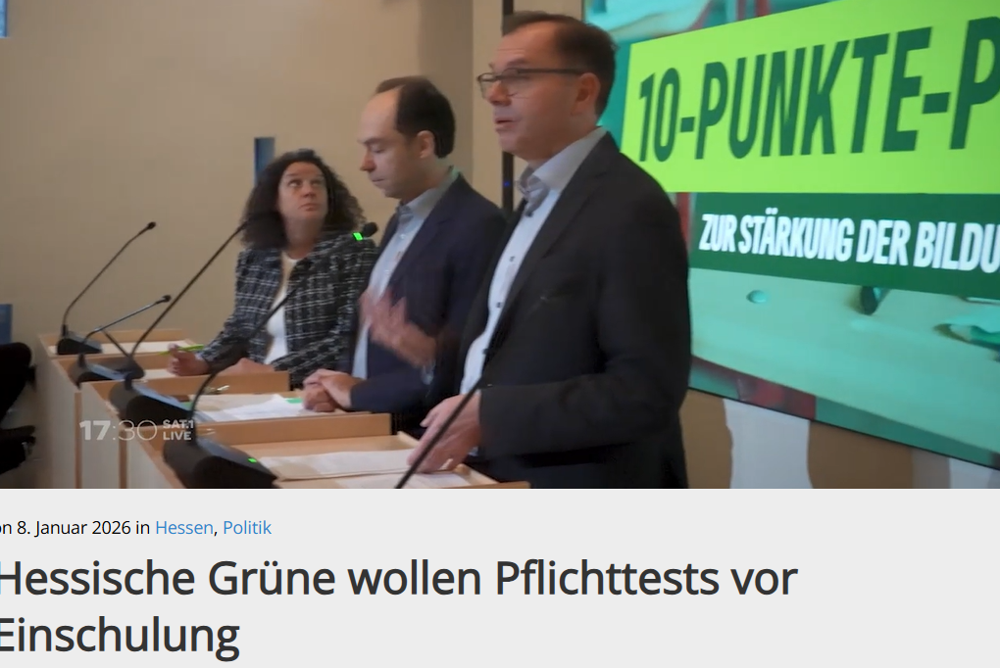 10-PUNKTE-P
ZUR STÄRKUNG DER BILDU
17:30 SAT.1 LIVE
on 8. Januar 2026 in Hessen, Politik
Hessische Grüne wollen Pflichttests vor
Einschulung